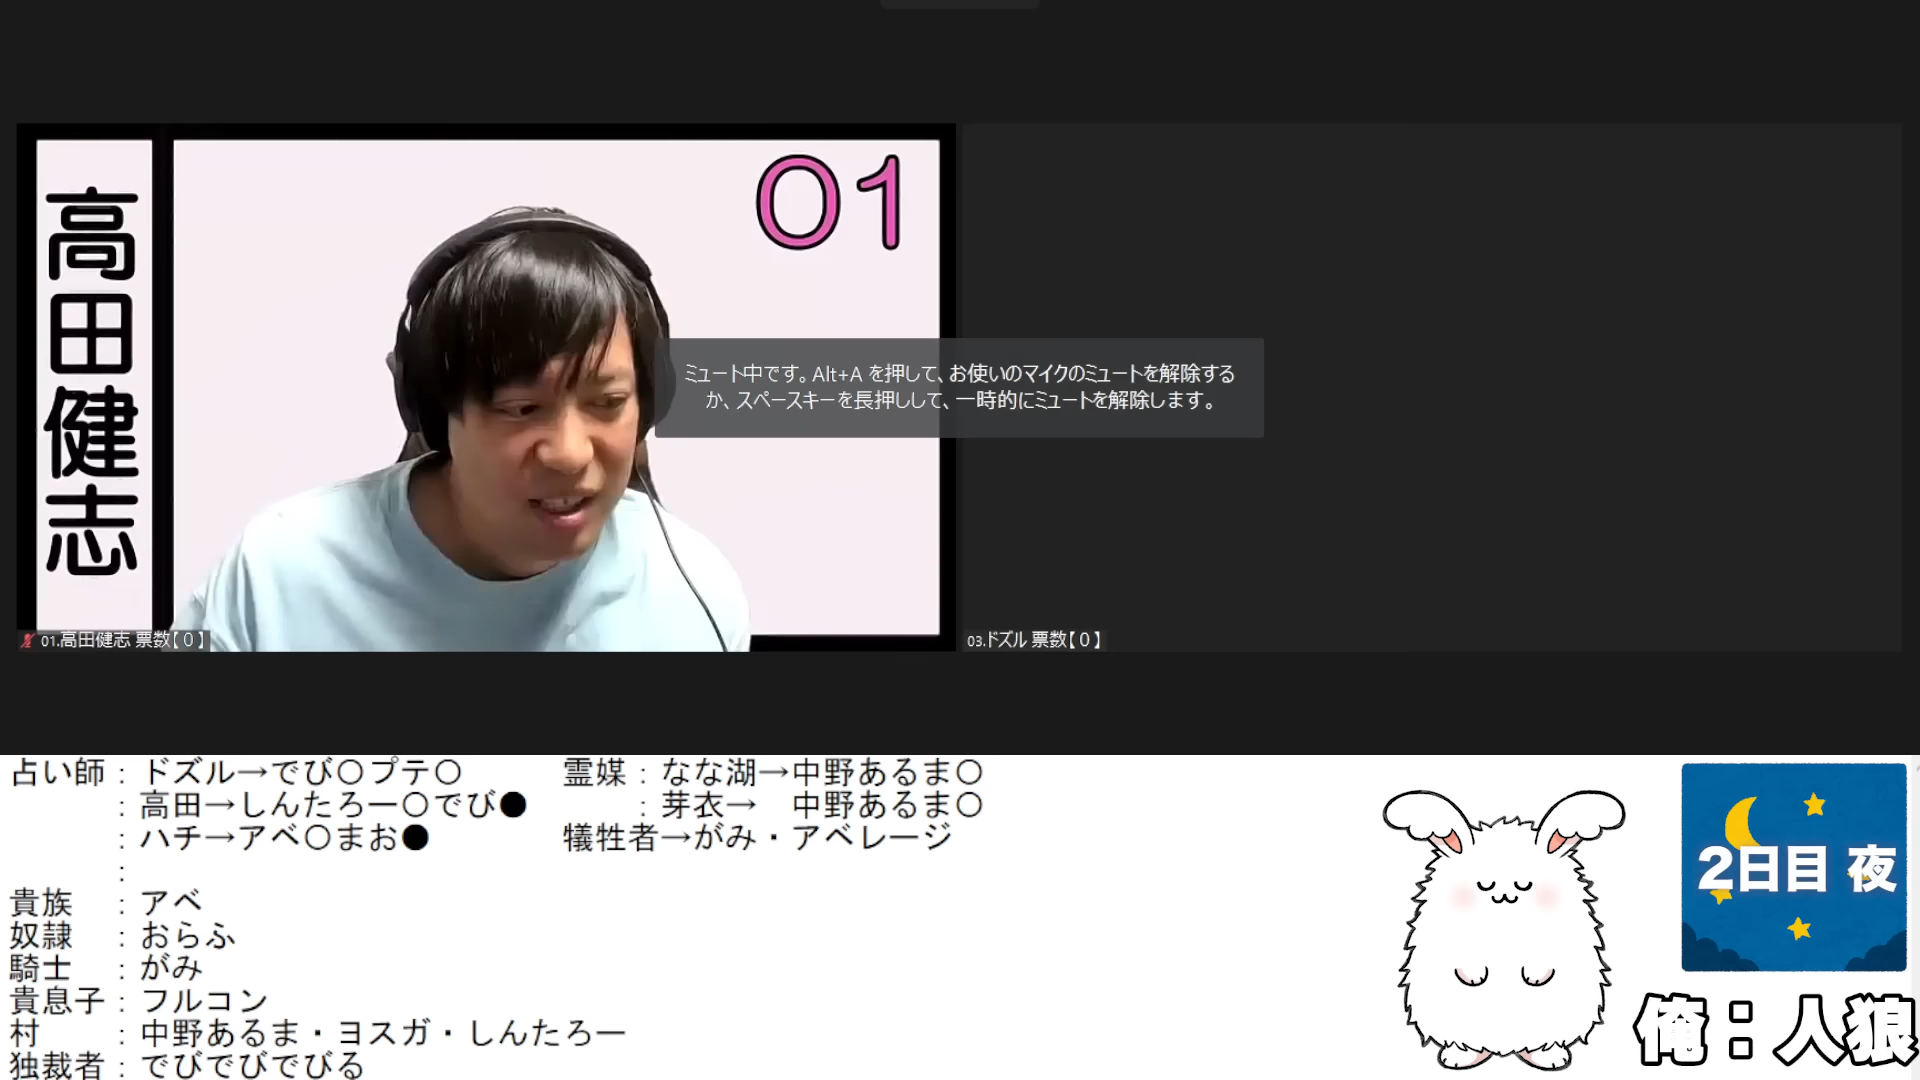 高田健志
01
ミュート中です。Alt+A を押して、お使いのマイクのミュートを解除する
か、スペースキーを長押しして、一時的にミュートを解除します。
01.高田健志 票数【0】
03.ドズル 票数【0】
占い師：ドズル→でび〇プテ〇
：高田→しんたろー〇でび●
：ハチ→アベ〇まお●
：
貴族：アベ
奴隷：おらふ
騎士：がみ
貴息子：フルコン
村：中野あるま・ヨスガ・しんたろー
独裁者：でびでびでびる
霊媒：なな湖→中野あるま〇
：芽衣→ 中野あるま〇
犠牲者→がみ・アベレージ
2日目 夜
俺：人狼